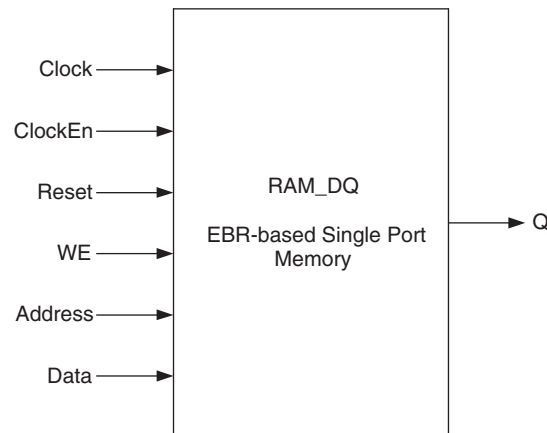 Clock
ClockEn
Reset
WE
Address
Data
RAM_DQ
EBR-based Single Port
Memory
Q